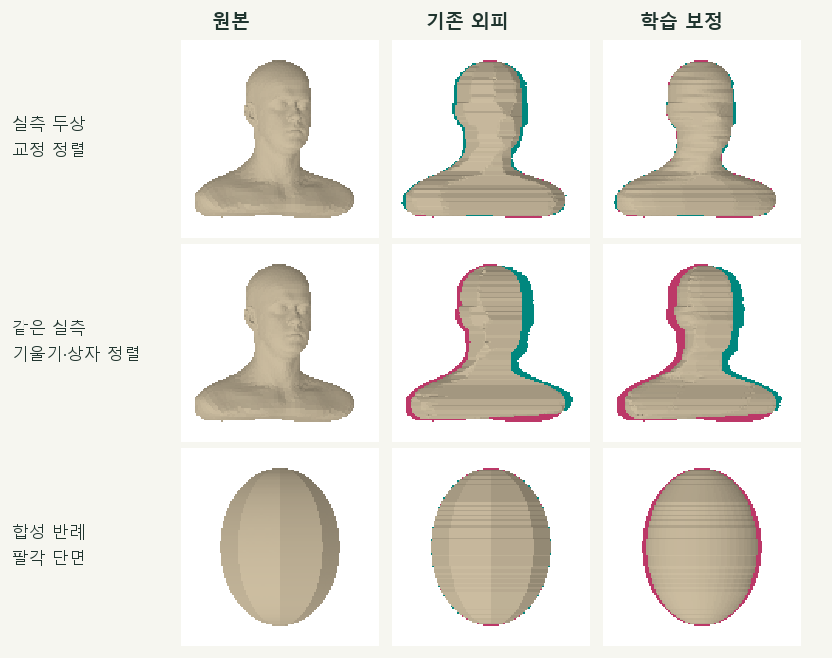 원본 기존 외피 학습 보정
실측 두상
교정 정렬
같은 실측
기울기·상자 정렬
합성 반례
팔각 단면